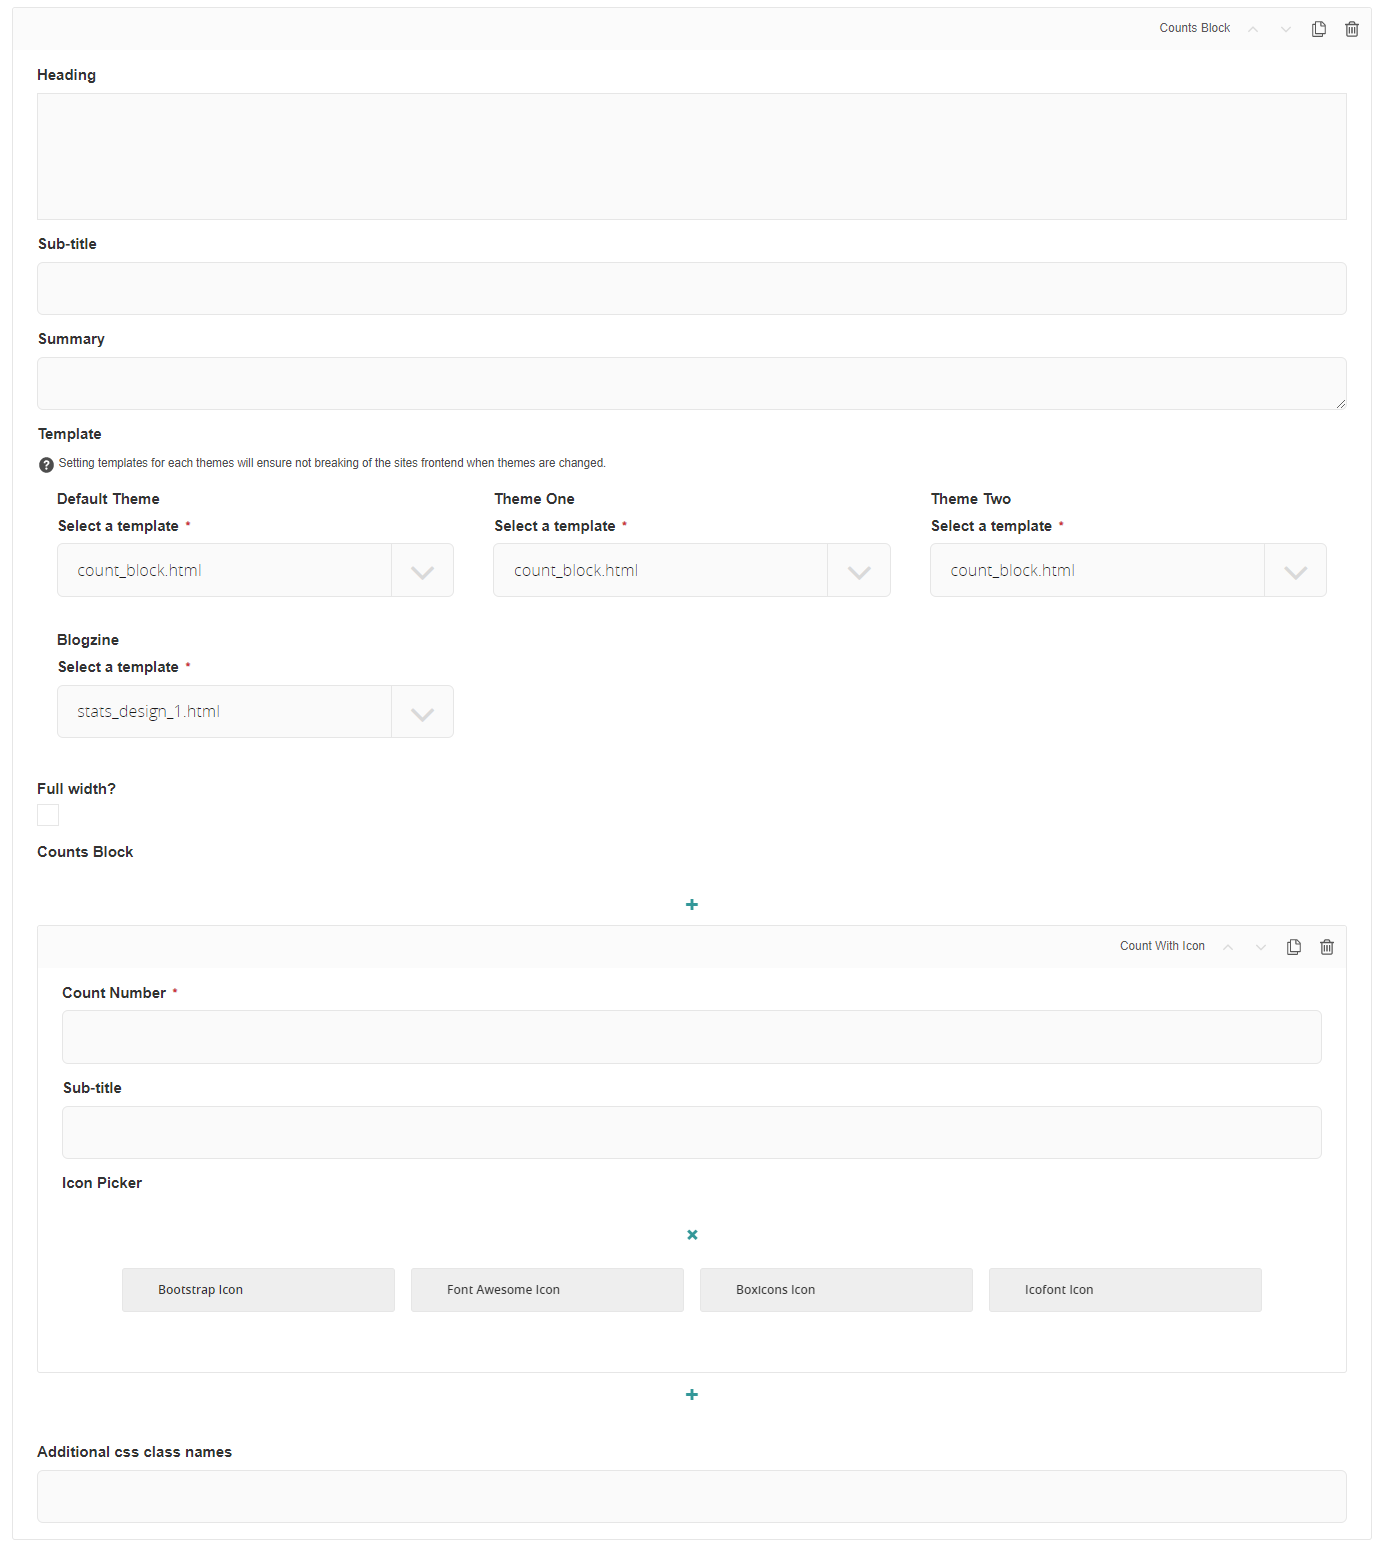 Counts Block
Heading
Sub-title
Summary
Template
Setting templates for each themes will ensure not breaking of the sites frontend when themes are changed.
Default Theme
Select a template *
count_block.html
Theme One
Select a template *
count_block.html
Theme Two
Select a template *
count_block.html
Blogzine
Select a template *
stats_design_1.html
Full width?
Counts Block
Count With Icon
Count Number *
Sub-title
Icon Picker
Bootstrap Icon
Font Awesome Icon
Boxicons Icon
Icofont Icon
Additional css class names